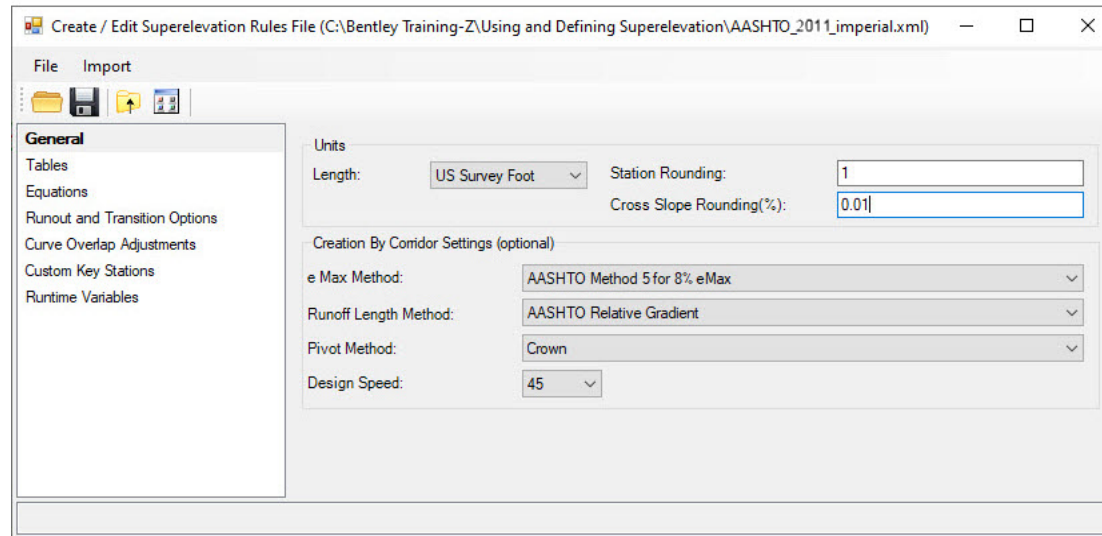 Create / Edit Superelevation Rules File (C:\Bentley Training-Z\Using and Defining Superelevation\AASHTO_2011_imperial.xml)
File Import
General
Tables
Equations
Runout and Transition Options
Curve Overlap Adjustments
Custom Key Stations
Runtime Variables
Units
Length: US Survey Foot Station Rounding: 1
Cross Slope Rounding(%): 0.01
Creation By Corridor Settings (optional)
e Max Method: AASHTO Method 5 for 8% eMax
Runoff Length Method: AASHTO Relative Gradient
Pivot Method: Crown
Design Speed: 45